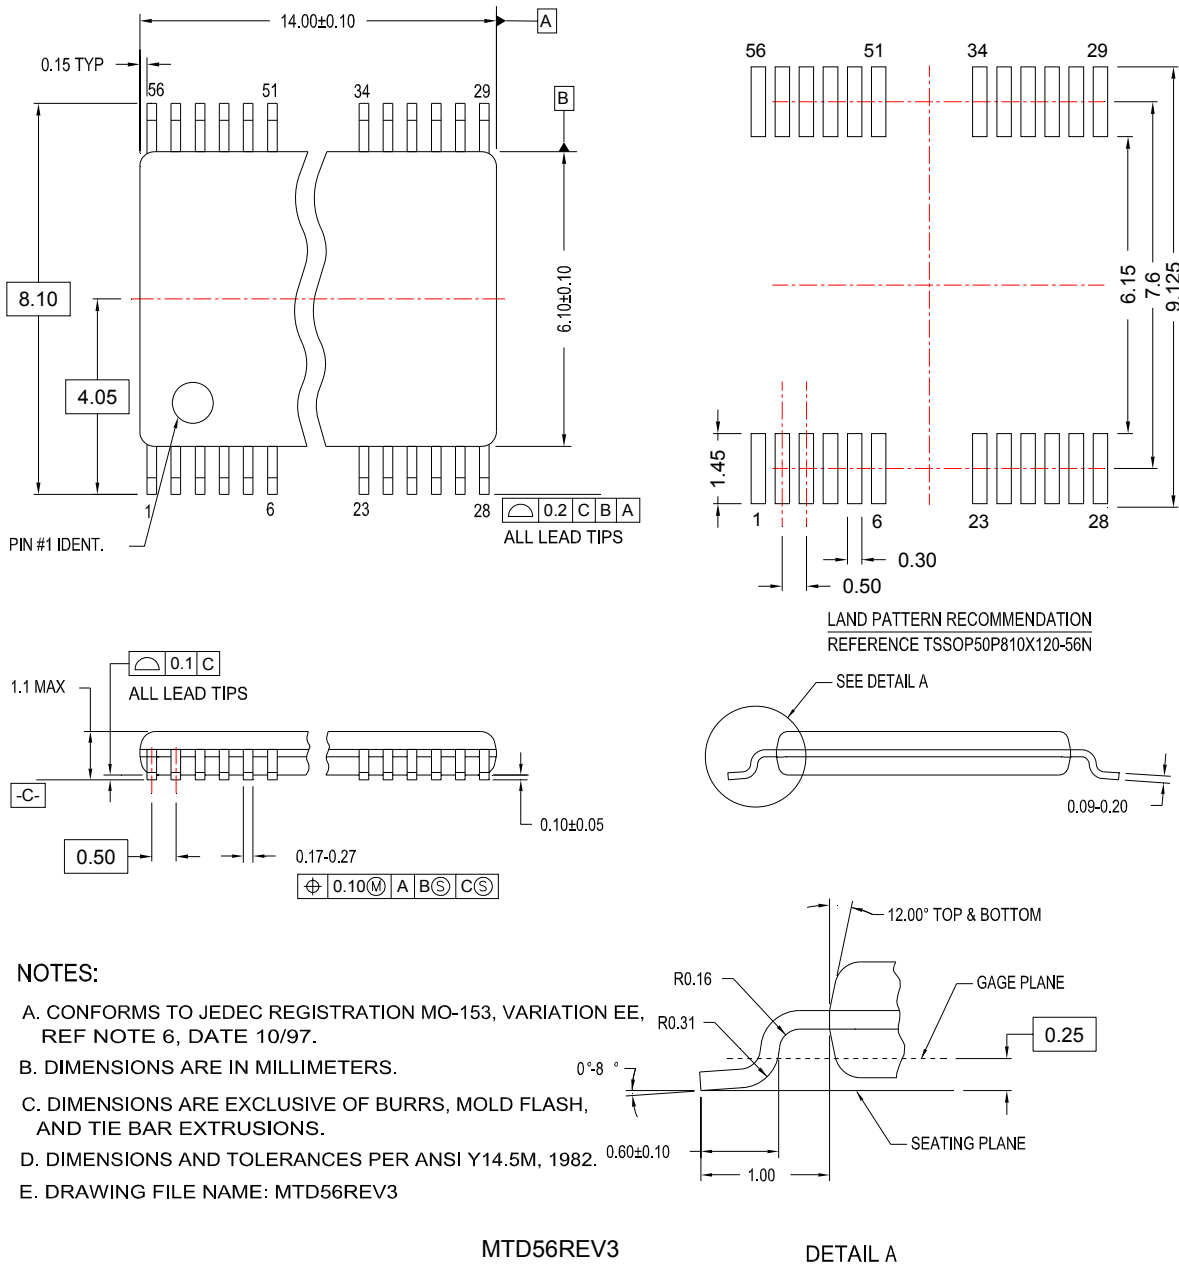 14.00±0.10
A
0.15 TYP
56
51
34
29
B
8.10
4.05
6.10±0.10
1
6
23
28
0.2 C B A
ALL LEAD TIPS
PIN #1 IDENT.
56
51
34
29
6.15
7.6
9.125
1.45
1
6
23
28
0.30
0.50
LAND PATTERN RECOMMENDATION
REFERENCE TSSOP50P810X120-56N
0.1 C
ALL LEAD TIPS
1.1 MAX
-C-
0.10±0.05
0.50
0.17-0.27
0.10Ⓜ A BⓈ CⓈ
SEE DETAIL A
0.09-0.20
12.00° TOP & BOTTOM
R0.16
R0.31
GAGE PLANE
0.25
0°-8°
SEATING PLANE
0.60±0.10
1.00
NOTES:
A. CONFORMS TO JEDEC REGISTRATION MO-153, VARIATION EE,
REF NOTE 6, DATE 10/97.
B. DIMENSIONS ARE IN MILLIMETERS.
C. DIMENSIONS ARE EXCLUSIVE OF BURRS, MOLD FLASH,
AND TIE BAR EXTRUSIONS.
D. DIMENSIONS AND TOLERANCES PER ANSI Y14.5M, 1982.
E. DRAWING FILE NAME: MTD56REV3
MTD56REV3
DETAIL A